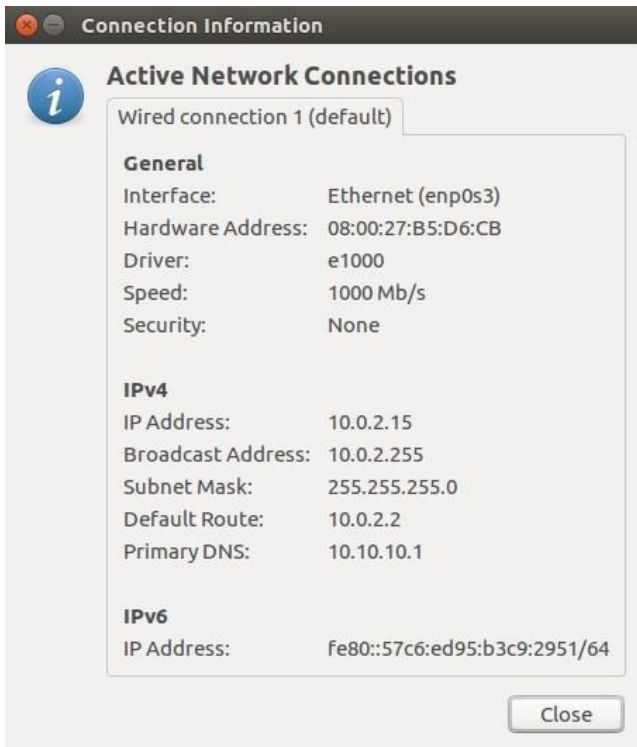 Connection Information
Active Network Connections
Wired connection 1 (default)
General
Interface: Ethernet (enp0s3)
Hardware Address: 08:00:27:B5:D6:CB
Driver: e1000
Speed: 1000 Mb/s
Security: None
IPv4
IP Address: 10.0.2.15
Broadcast Address: 10.0.2.255
Subnet Mask: 255.255.255.0
Default Route: 10.0.2.2
Primary DNS: 10.10.10.1
IPv6
IP Address: fe80::57c6:ed95:b3c9:2951/64
Close